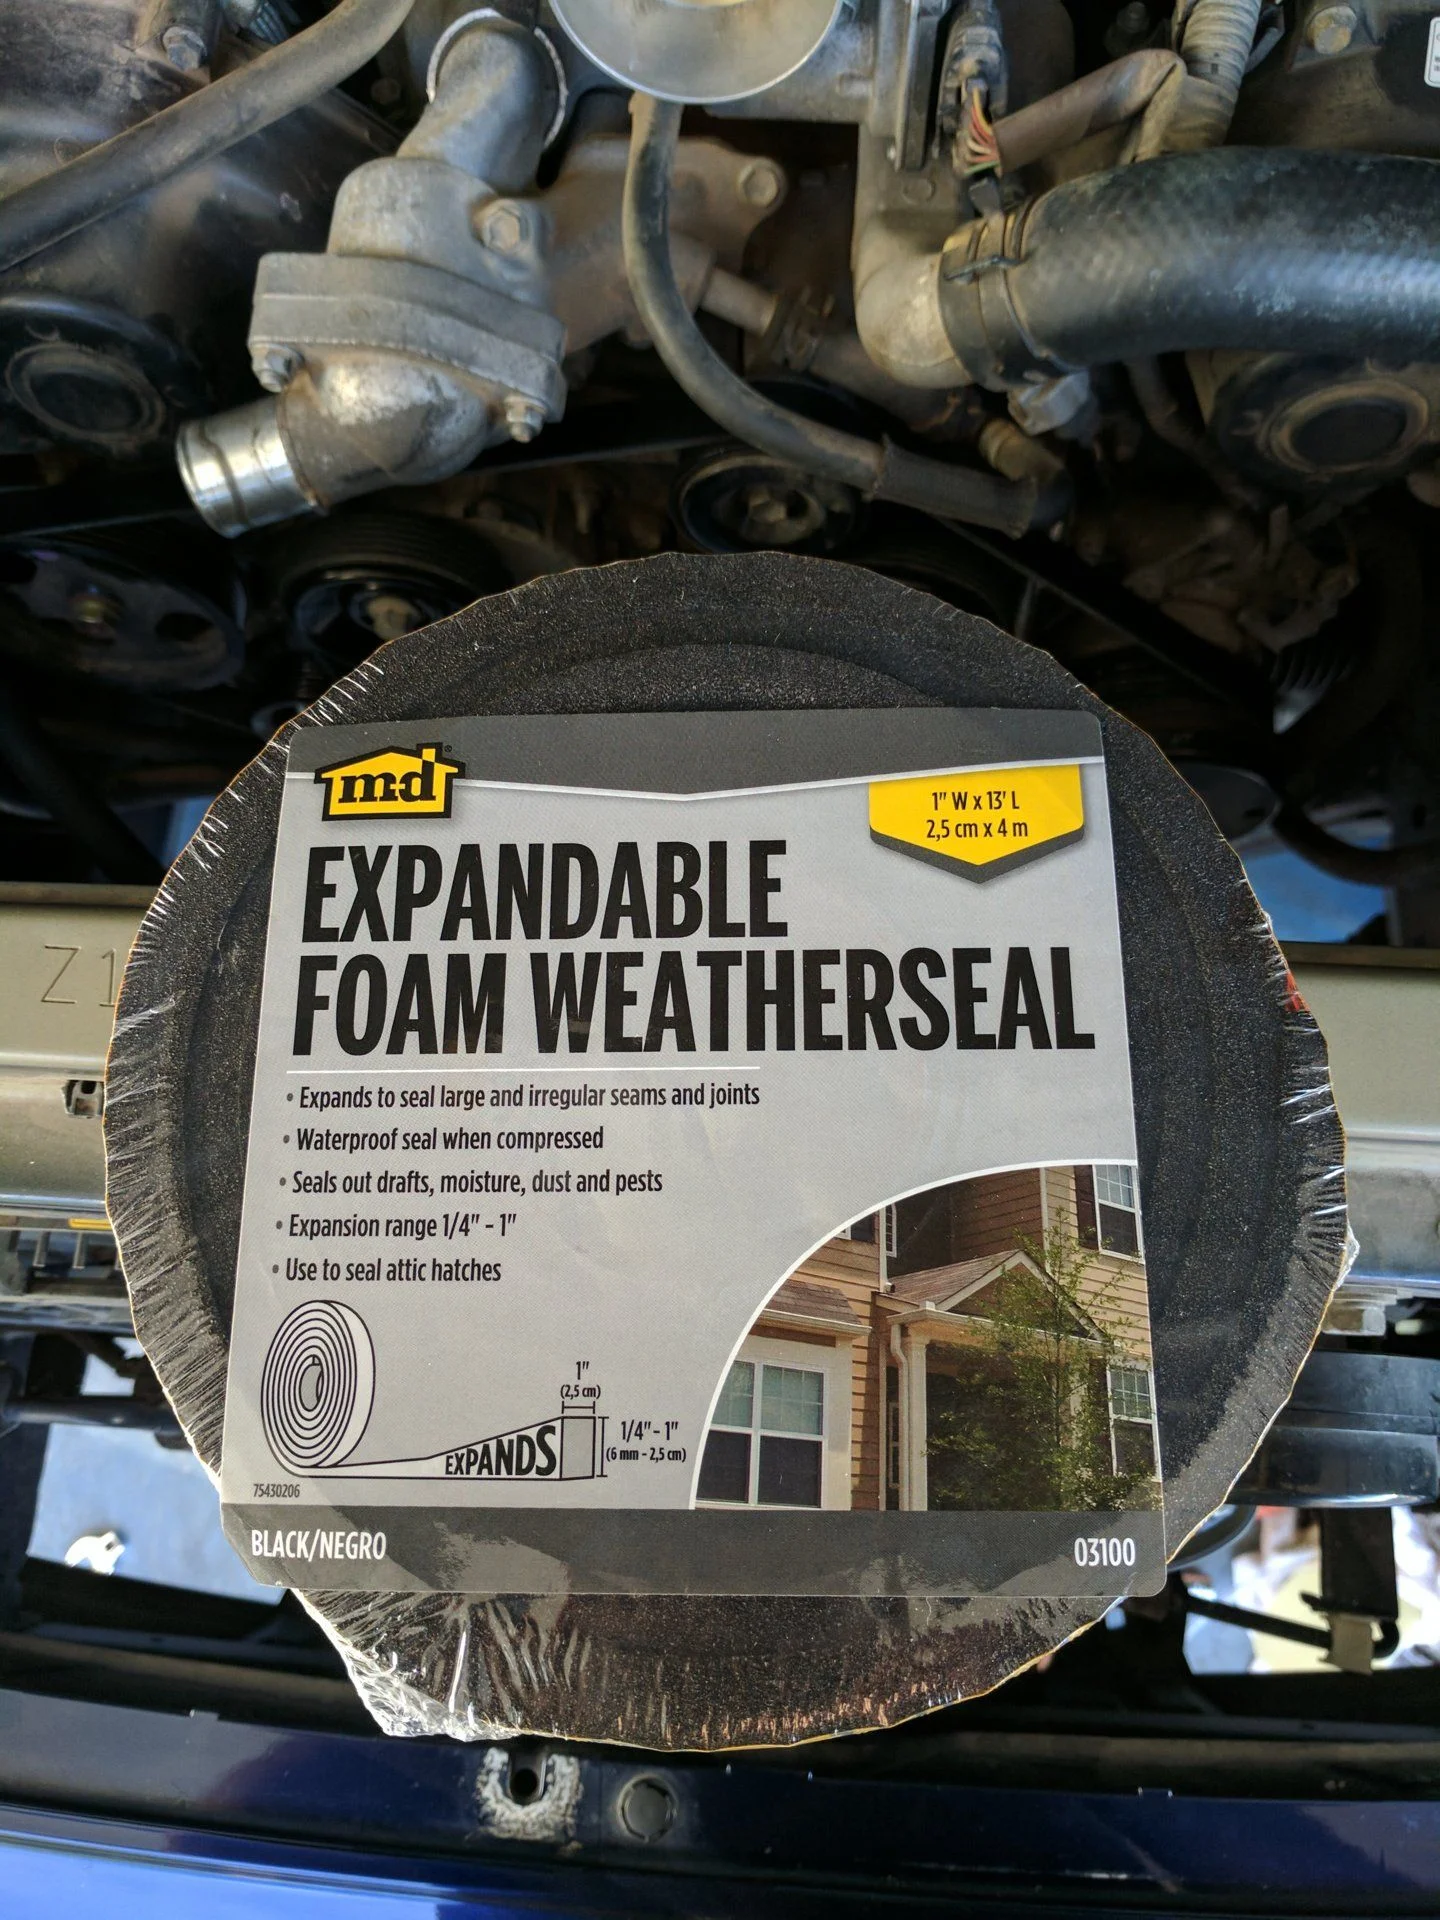 Z1
m-d®
1" W x 13' L
2,5 cm x 4 m
EXPANDABLE
FOAM WEATHERSEAL
• Expands to seal large and irregular seams and joints
• Waterproof seal when compressed
• Seals out drafts, moisture, dust and pests
• Expansion range 1/4" - 1"
• Use to seal attic hatches
1"
(2,5 cm)
EXPANDS
1/4" - 1"
(6 mm - 2,5 cm)
75430206
BLACK/NEGRO
03100